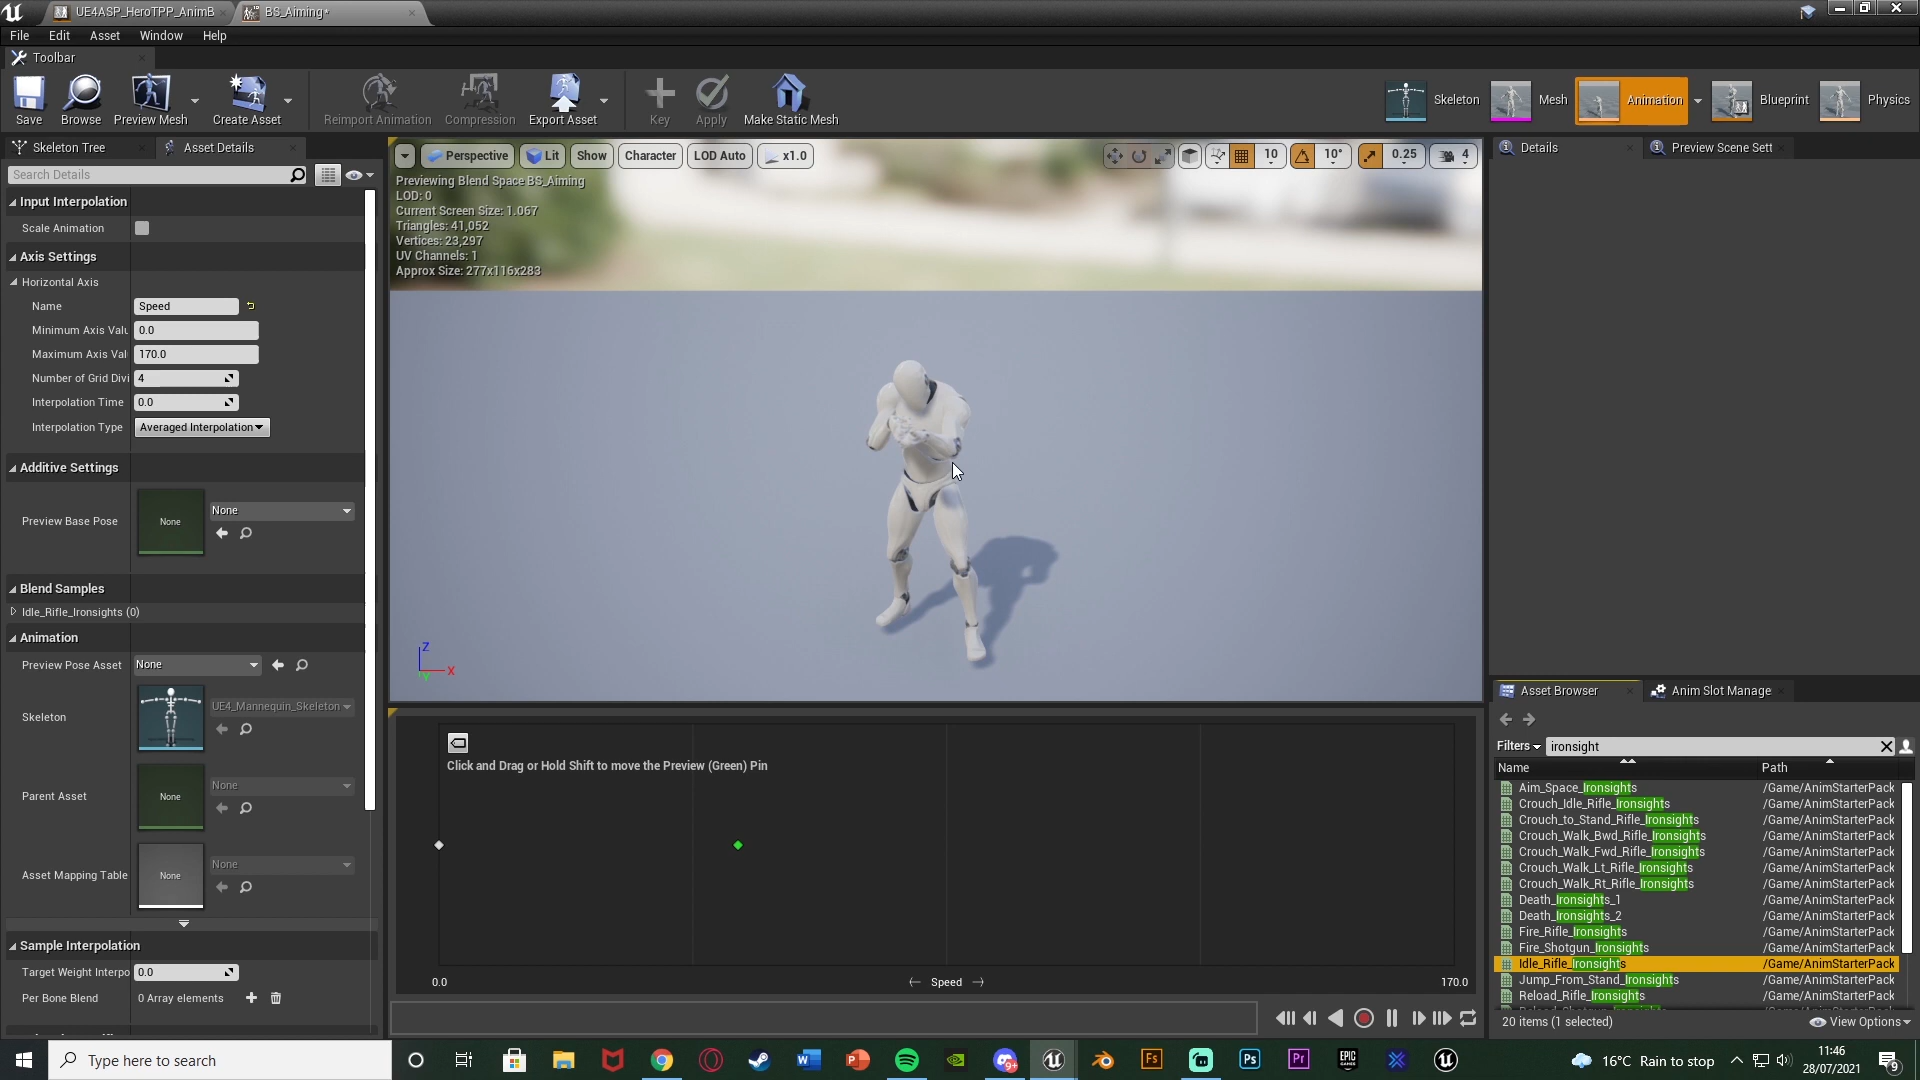 UE4ASP_HeroTPP_AnimB
BS_Aiming*
File Edit Asset Window Help
Toolbar
Save
Browse
Preview Mesh
Create Asset
Reimport Animation
Compression
Export Asset
Key
Apply
Make Static Mesh
Skeleton
Mesh
Animation
Blueprint
Physics
Skeleton Tree
Asset Details
Search Details
Input Interpolation
Scale Animation
Axis Settings
Horizontal Axis
Name Speed
Minimum Axis Valu 0.0
Maximum Axis Val 170.0
Number of Grid Divi 4
Interpolation Time 0.0
Interpolation Type Averaged Interpolation
Additive Settings
Preview Base Pose None None
Blend Samples
Idle_Rifle_Ironsights (0)
Animation
Preview Pose Asset None
Skeleton UE4_Mannequin_Skeleton
Parent Asset None None
Asset Mapping Table None None
Sample Interpolation
Target Weight Interpo 0.0
Per Bone Blend 0 Array elements
Perspective Lit Show Character LOD Auto x1.0
10 10° 0.25 4
Previewing Blend Space BS_Aiming
LOD: 0
Current Screen Size: 1.067
Triangles: 41,052
Vertices: 23,297
UV Channels: 1
Approx Size: 277x116x283
Z
X
Y
Click and Drag or Hold Shift to move the Preview (Green) Pin
0.0 Speed 170.0
Details
Preview Scene Sett
Asset Browser
Anim Slot Manage
Filters ironsight
Name Path
Aim_Space_Ironsights /Game/AnimStarterPack
Crouch_Idle_Rifle_Ironsights /Game/AnimStarterPack
Crouch_to_Stand_Rifle_Ironsights /Game/AnimStarterPack
Crouch_Walk_Bwd_Rifle_Ironsights /Game/AnimStarterPack
Crouch_Walk_Fwd_Rifle_Ironsights /Game/AnimStarterPack
Crouch_Walk_Lt_Rifle_Ironsights /Game/AnimStarterPack
Crouch_Walk_Rt_Rifle_Ironsights /Game/AnimStarterPack
Death_Ironsights_1 /Game/AnimStarterPack
Death_Ironsights_2 /Game/AnimStarterPack
Fire_Rifle_Ironsights /Game/AnimStarterPack
Fire_Shotgun_Ironsights /Game/AnimStarterPack
Idle_Rifle_Ironsights /Game/AnimStarterPack
Jump_From_Stand_Ironsights /Game/AnimStarterPack
Reload_Rifle_Ironsights /Game/AnimStarterPack
20 items (1 selected) View Options
Type here to search
16°C Rain to stop
11:46
28/07/2021